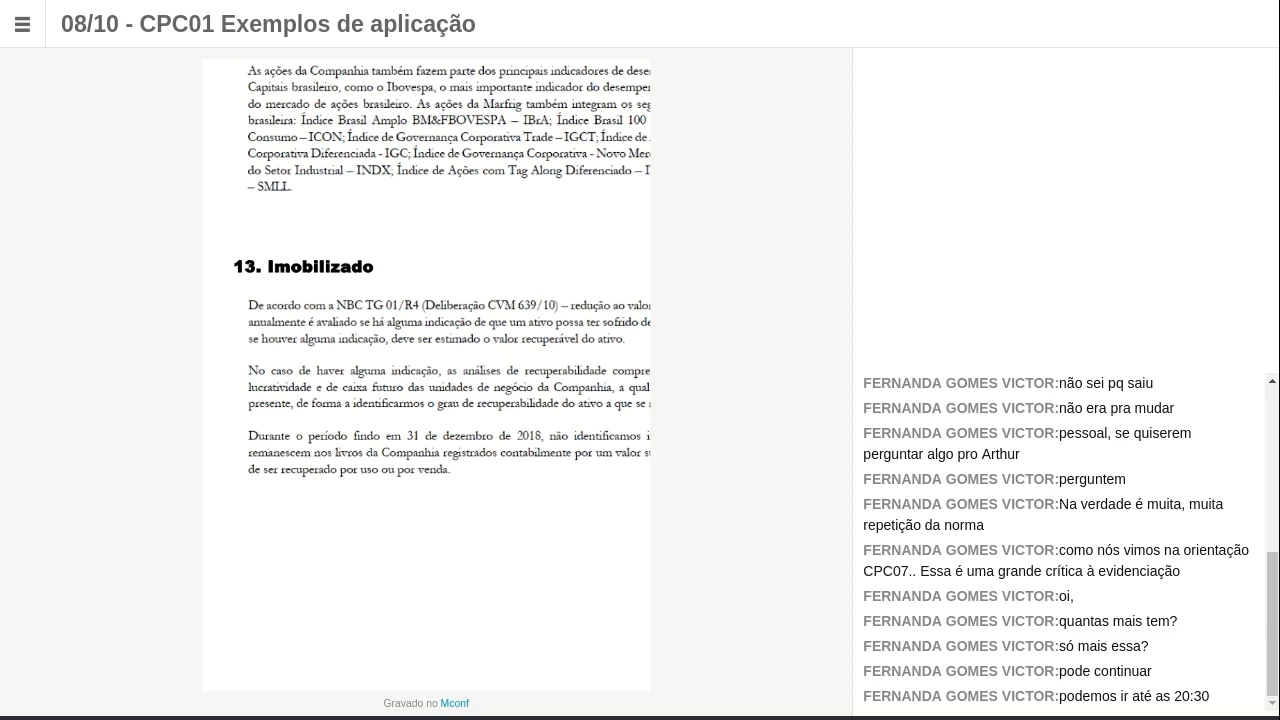 08/10 - CPC01 Exemplos de aplicação
As ações da Companhia também fazem parte dos principais indicadores de
Capitais brasileiro, como o Ibovespa, o mais importante indicador do
do mercado de ações brasileiro. As ações da Marfrig também integram os
brasileira: Índice Brasil Amplo BM&FBOVESPA – IBrA; Índice Brasil 100
Consumo – ICON; Índice de Governança Corporativa Trade – IGCT; Índice de
Corporativa Diferenciada - IGC; Índice de Governança Corporativa - Novo
do Setor Industrial – INDX; Índice de Ações com Tag Along Diferenciado –
– SMLL.
13. Imobilizado
De acordo com a NBC TG 01/R4 (Deliberação CVM 639/10) – redução ao
anualmente é avaliado se há alguma indicação de que um ativo possa ter sofrido
se houver alguma indicação, deve ser estimado o valor recuperável do ativo.
No caso de haver alguma indicação, as análises de recuperabilidade
lucratividade e de caixa futuro das unidades de negócio da Companhia, a
presente, de forma a identificarmos o grau de recuperabilidade do ativo a que se
Durante o período findo em 31 de dezembro de 2018, não identificamos
remanescem nos livros da Companhia registrados contabilmente por um valor
de ser recuperado por uso ou por venda.
Gravado no Mconf
FERNANDA GOMES VICTOR:não sei pq saiu
FERNANDA GOMES VICTOR:não era pra mudar
FERNANDA GOMES VICTOR:pessoal, se quiserem
perguntar algo pro Arthur
FERNANDA GOMES VICTOR:perguntem
FERNANDA GOMES VICTOR:Na verdade é muita, muita
repetição da norma
FERNANDA GOMES VICTOR:como nós vimos na orientação
CPC07.. Essa é uma grande crítica à evidenciação
FERNANDA GOMES VICTOR:oi,
FERNANDA GOMES VICTOR:quantas mais tem?
FERNANDA GOMES VICTOR:só mais essa?
FERNANDA GOMES VICTOR:pode continuar
FERNANDA GOMES VICTOR:podemos ir até as 20:30